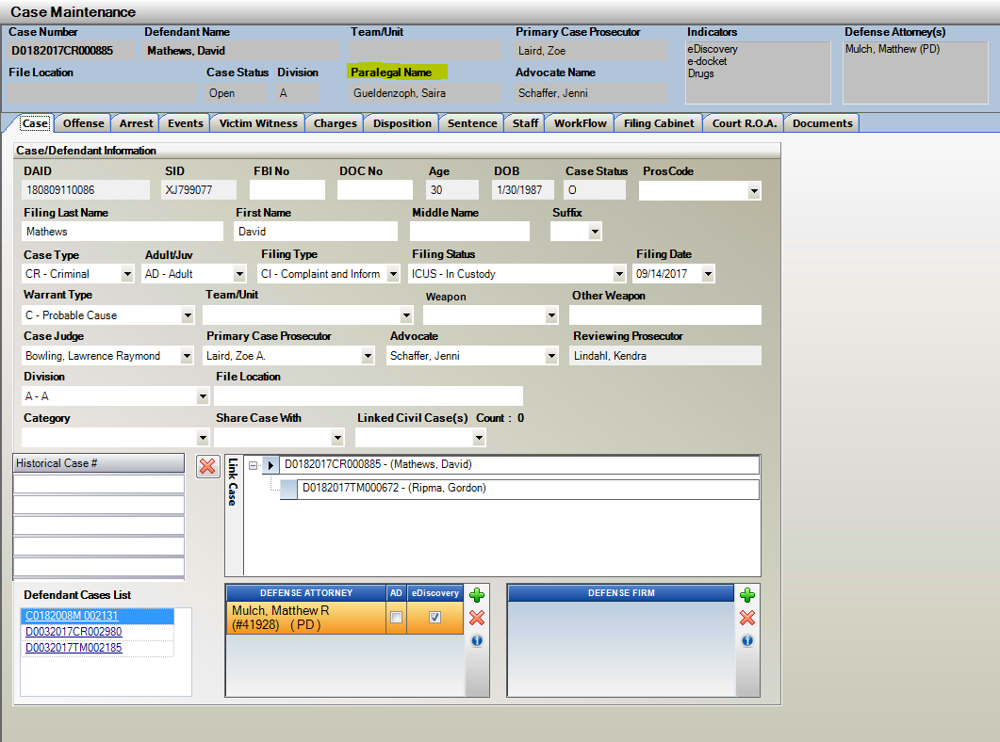 Case Maintenance
Case Number Defendant Name Team/Unit Primary Case Prosecutor Indicators Defense Attorney(s)
D0182017CR000885 Mathews, David Laird, Zoe eDiscovery Mulch, Matthew (PD)
e-docket
Drugs
File Location Case Status Division Paralegal Name Advocate Name
Open A Gueldenzoph, Saira Schaffer, Jenni
Case Offense Arrest Events Victim Witness Charges Disposition Sentence Staff WorkFlow Filing Cabinet Court R.O.A. Documents
Case/Defendant Information
DAID SID FBI No DOC No Age DOB Case Status ProsCode
180809110086 XJ799077 30 1/30/1987 O
Filing Last Name First Name Middle Name Suffix
Mathews David
Case Type Adult/Juv Filing Type Filing Status Filing Date
CR - Criminal AD - Adult CI - Complaint and Inform ICUS - In Custody 09/14/2017
Warrant Type Team/Unit Weapon Other Weapon
C - Probable Cause
Case Judge Primary Case Prosecutor Advocate Reviewing Prosecutor
Bowling, Lawrence Raymond Laird, Zoe A. Schaffer, Jenni Lindahl, Kendra
Division File Location
A - A
Category Share Case With Linked Civil Case(s) Count : 0
Historical Case #
Link Case
D0182017CR000885 - (Mathews, David)
D0182017TM000672 - (Ripma, Gordon)
Defendant Cases List
C0182008M 002131
D0032017CR002980
D0032017TM002185
DEFENSE ATTORNEY AD eDiscovery
Mulch, Matthew R
(#41928) ( PD )
DEFENSE FIRM